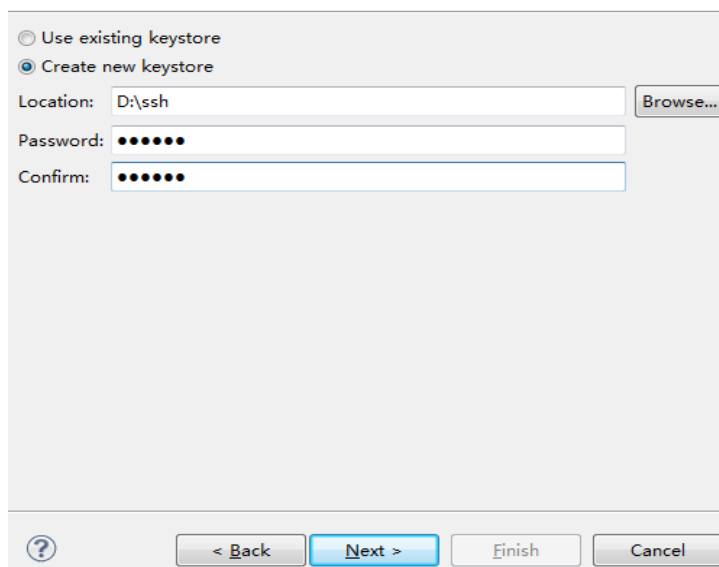 Use existing keystore
Create new keystore
Location: D:\ssh Browse...
Password: ●●●●●●
Confirm: ●●●●●●
? < Back Next > Finish Cancel